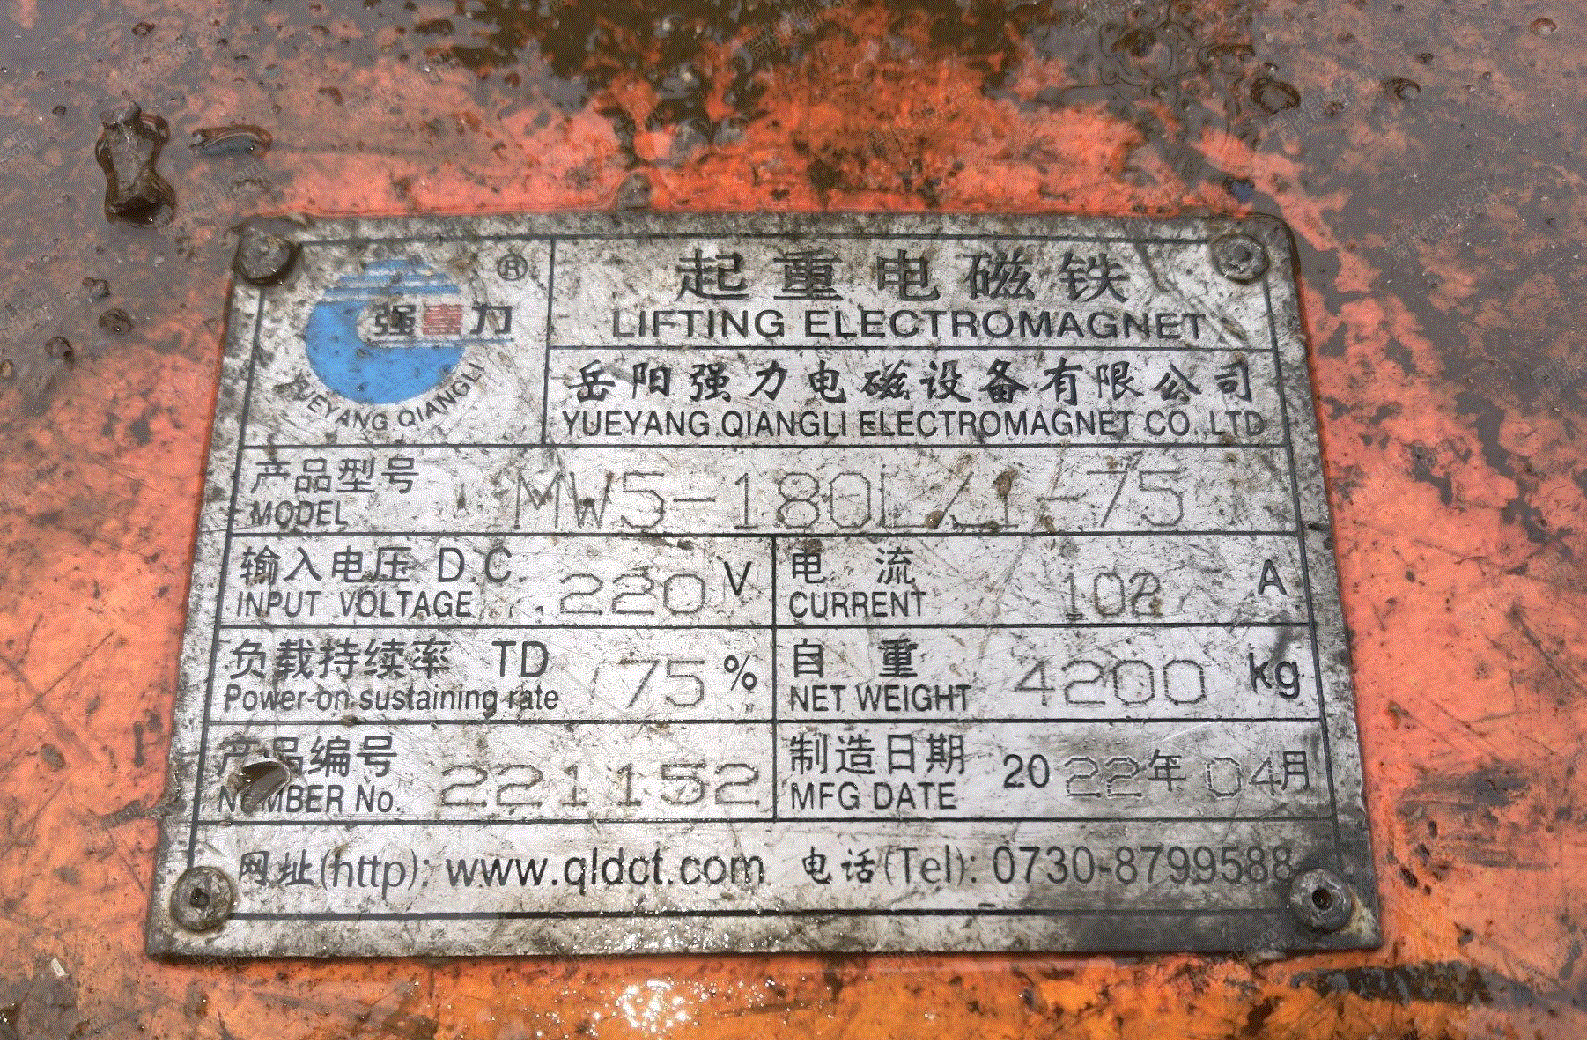 强磊力 ®
YUEYANG QIANGLI
起重电磁铁
LIFTING ELECTROMAGNET
岳阳强力电磁设备有限公司
YUEYANG QIANGLI ELECTROMAGNET CO. LTD
产品型号 MW5-180L/1-75
MODEL
输入电压 D.C. 220 V 电 流 102 A
INPUT VOLTAGE CURRENT
负载持续率 TD 75 % 自 重 4200 kg
Power-on sustaining rate NET WEIGHT
产品编号 221152 制造日期 2022年04月
NUMBER No. MFG DATE
网址(http): www.qldct.com 电话(Tel): 0730-8799588